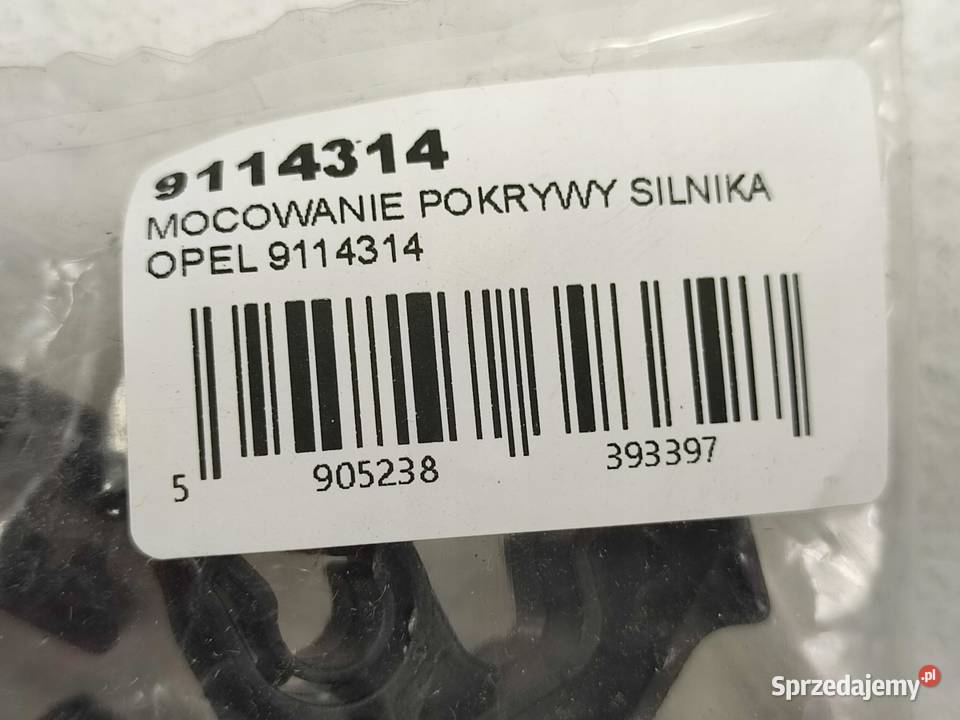 9114314
MOCOWANIE POKRYWY SILNIKA
OPEL 9114314
5 905238 393397
Sprzedajemy.pl